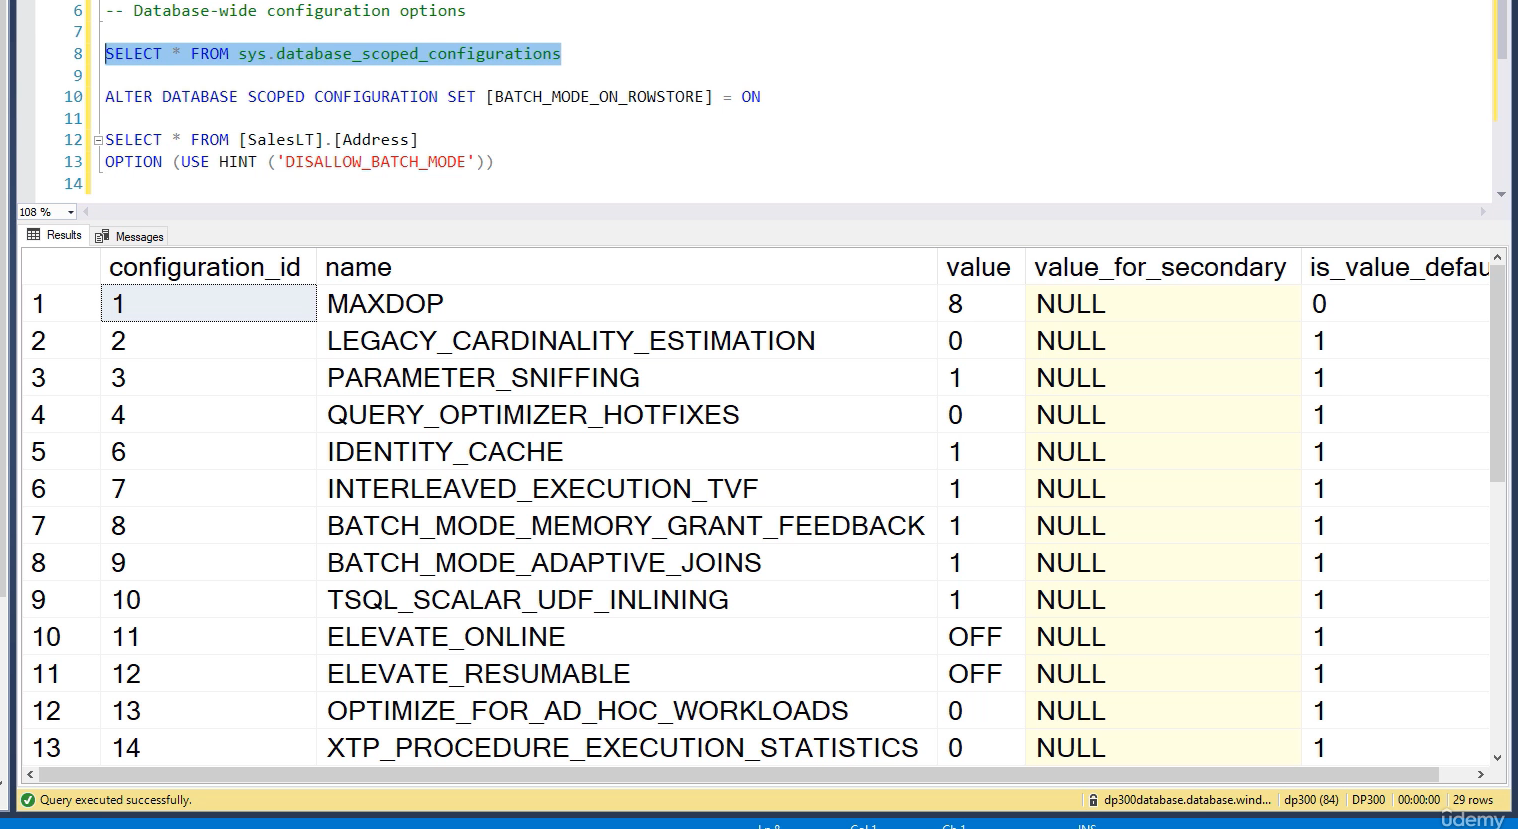 6 -- Database-wide configuration options
7
8 SELECT * FROM sys.database_scoped_configurations
9
10 ALTER DATABASE SCOPED CONFIGURATION SET [BATCH_MODE_ON_ROWSTORE] = ON
11
12 SELECT * FROM [SalesLT].[Address]
13 OPTION (USE HINT ('DISALLOW_BATCH_MODE'))
14
108 %
Results Messages
configuration_id name value value_for_secondary is_value_defau
1 1 MAXDOP 8 NULL 0
2 2 LEGACY_CARDINALITY_ESTIMATION 0 NULL 1
3 3 PARAMETER_SNIFFING 1 NULL 1
4 4 QUERY_OPTIMIZER_HOTFIXES 0 NULL 1
5 6 IDENTITY_CACHE 1 NULL 1
6 7 INTERLEAVED_EXECUTION_TVF 1 NULL 1
7 8 BATCH_MODE_MEMORY_GRANT_FEEDBACK 1 NULL 1
8 9 BATCH_MODE_ADAPTIVE_JOINS 1 NULL 1
9 10 TSQL_SCALAR_UDF_INLINING 1 NULL 1
10 11 ELEVATE_ONLINE OFF NULL 1
11 12 ELEVATE_RESUMABLE OFF NULL 1
12 13 OPTIMIZE_FOR_AD_HOC_WORKLOADS 0 NULL 1
13 14 XTP_PROCEDURE_EXECUTION_STATISTICS 0 NULL 1
Query executed successfully. dp300database.database.wind... dp300 (84) DP300 00:00:00 29 rows
udemy